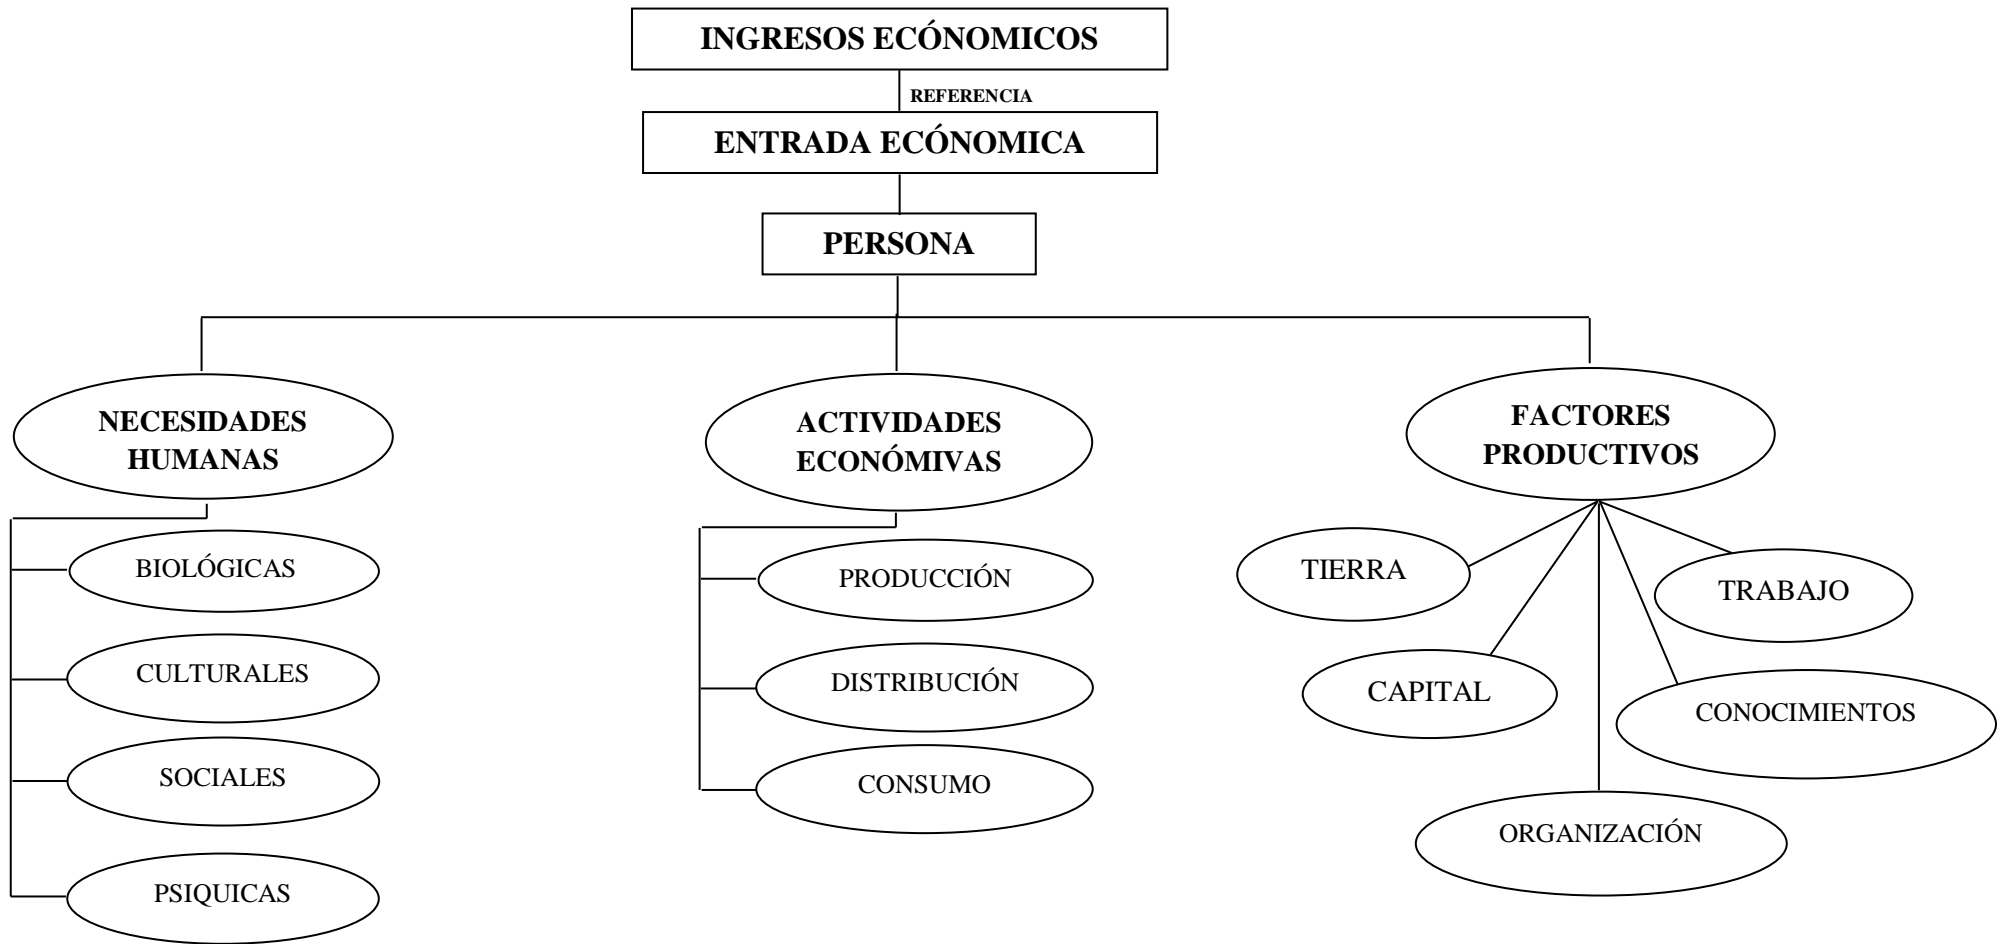 INGRESOS ECÓNOMICOS
REFERENCIA
ENTRADA ECÓNOMICA
PERSONA
NECESIDADES
HUMANAS
BIOLÓGICAS
CULTURALES
SOCIALES
PSIQUICAS
ACTIVIDADES
ECONÓMIVAS
PRODUCCIÓN
DISTRIBUCIÓN
CONSUMO
FACTORES
PRODUCTIVOS
TIERRA
TRABAJO
CAPITAL
CONOCIMIENTOS
ORGANIZACIÓN